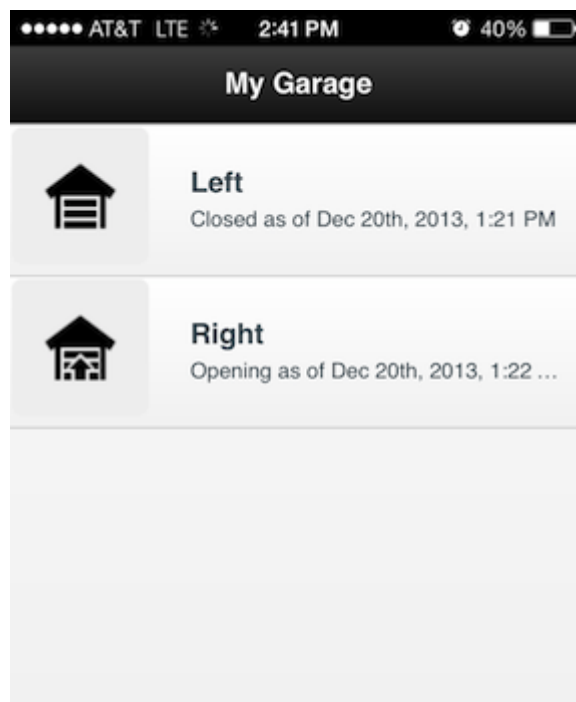 AT&T LTE 2:41 PM 40%
My Garage
Left
Closed as of Dec 20th, 2013, 1:21 PM
Right
Opening as of Dec 20th, 2013, 1:22 ...